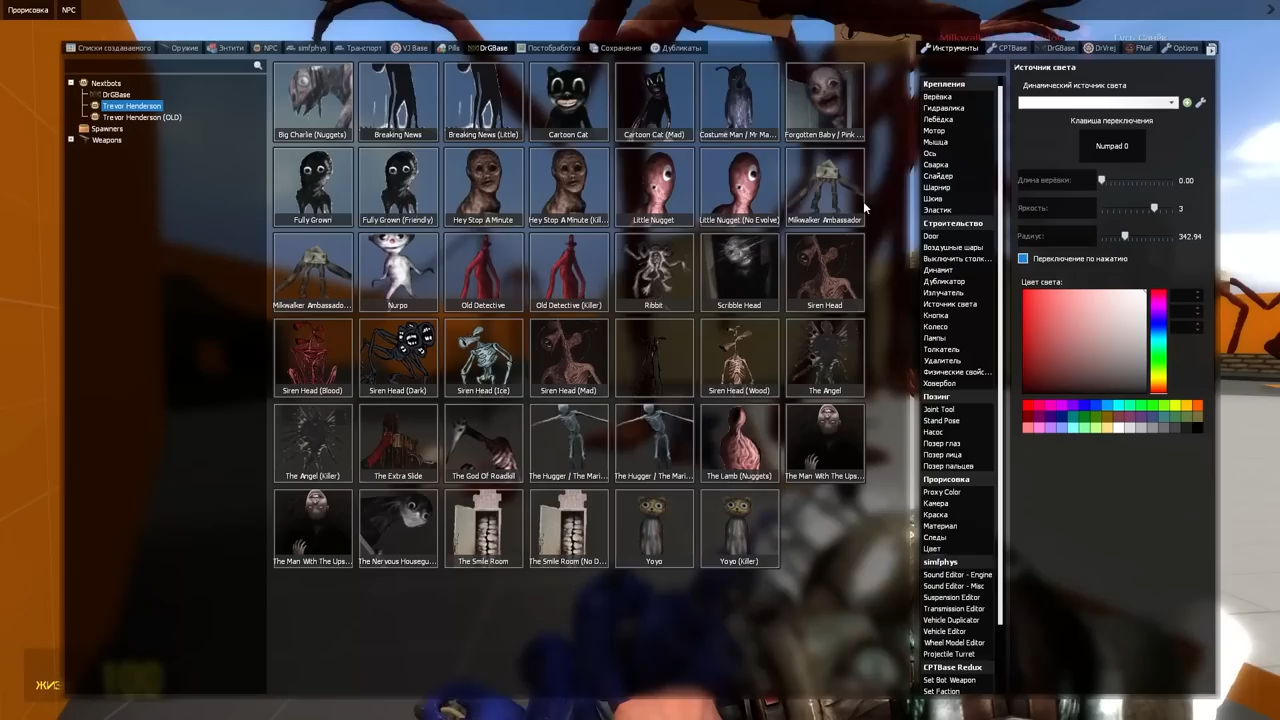 Прорисовка NPC
Списки создаваемого Оружие Энтити NPC simfphys Транспорт VJ Base Pills DrGBase Постобработка Сохранения Дубликаты
Инструменты CPTBase DrGBase DrVrej FNaF Options
Nextbots
DrGBase
Trevor Henderson
Trevor Henderson (OLD)
Spawners
Weapons
Big Charlie (Nuggets) Breaking News Breaking News (Little) Cartoon Cat Cartoon Cat (Mad) Costume Man / Mr Ma... Forgotten Baby / Pink ...
Fully Grown Fully Grown (Friendly) Hey Stop A Minute Hey Stop A Minute (Kill... Little Nugget Little Nugget (No Evolve) Milkwalker Ambassador
Milkwalker Ambassado... Nurpo Old Detective Old Detective (Killer) Ribbit Scribble Head Siren Head
Siren Head (Blood) Siren Head (Dark) Siren Head (Ice) Siren Head (Mad) Siren Head (Wood) The Angel
The Angel (Killer) The Extra Slide The God Of Roadkill The Hugger / The Mari... The Hugger / The Mari... The Lamb (Nuggets) The Man With The Ups...
The Man With The Ups... The Nervous Housegu... The Smile Room The Smile Room (No D... Yoyo Yoyo (Killer)
Крепления
Верёвка
Гидравлика
Лебёдка
Мотор
Мышца
Ось
Сварка
Слайдер
Шарнир
Шкив
Эластик
Строительство
Door
Воздушные шары
Выключить столк...
Динамит
Дубликатор
Излучатель
Источник света
Кнопка
Колесо
Лампы
Толкатель
Удалитель
Физические свойс...
Ховербол
Позинг
Joint Tool
Stand Pose
Насос
Позер глаз
Позер лица
Позер пальцев
Прорисовка
Proxy Color
Камера
Краска
Материал
Следы
Цвет
simfphys
Sound Editor - Engine
Sound Editor - Misc
Suspension Editor
Transmission Editor
Vehicle Duplicator
Vehicle Editor
Wheel Model Editor
Projectile Turret
CPTBase Redux
Set Bot Weapon
Set Faction
Источник света
Динамический источник света
Клавиша переключения
Numpad 0
Длина верёвки: 0.00
Яркость: 3
Радиус: 342.94
Переключение по нажатию
Цвет света: